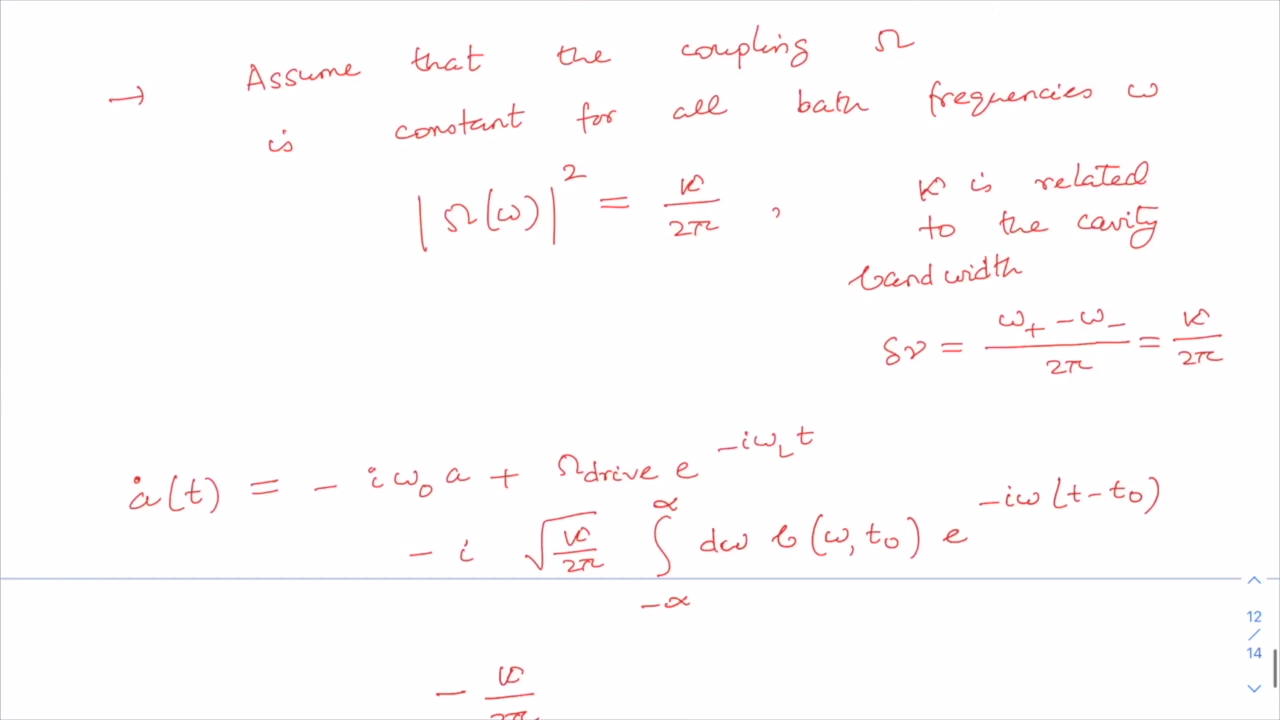 → Assume that the coupling Ω
is constant for all bath frequencies ω
|Ω(ω)|² = κ/2π , κ is related
to the cavity
bandwidth
δν = (ω₊ − ω₋)/2π = κ/2π
ȧ(t) = − iω₀ a + Ω_drive e^(−iω_L t)
− i √(κ/2π) ∫_{−∞}^{∞} dω b(ω, t₀) e^(−iω(t−t₀))
− κ/2π
12
/
14